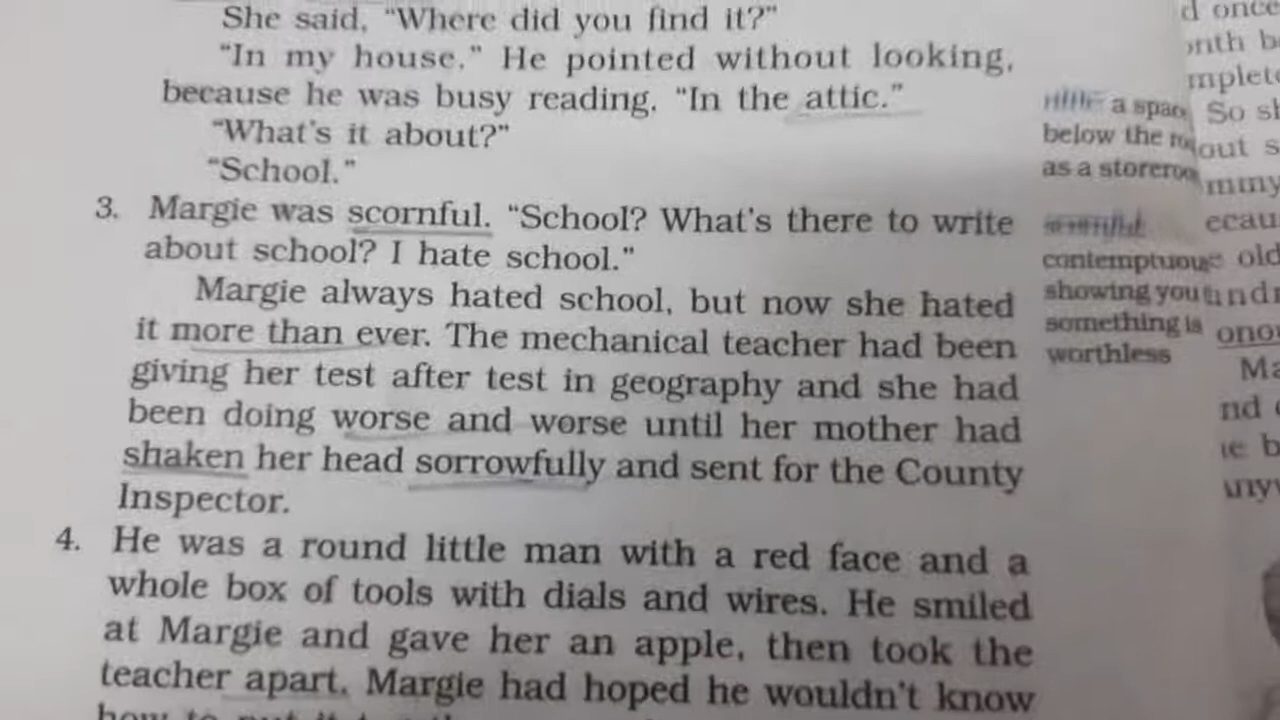 She said, “Where did you find it?”
“In my house.” He pointed without looking,
because he was busy reading. “In the attic.”
“What’s it about?”
“School.”
3. Margie was scornful. “School? What’s there to write
about school? I hate school.”
Margie always hated school, but now she hated
it more than ever. The mechanical teacher had been
giving her test after test in geography and she had
been doing worse and worse until her mother had
shaken her head sorrowfully and sent for the County
Inspector.
4. He was a round little man with a red face and a
whole box of tools with dials and wires. He smiled
at Margie and gave her an apple, then took the
teacher apart. Margie had hoped he wouldn’t know
a
below the
as a
scornful
contemptuous
showing
something is
worthless
d once
So
out s
old
nd